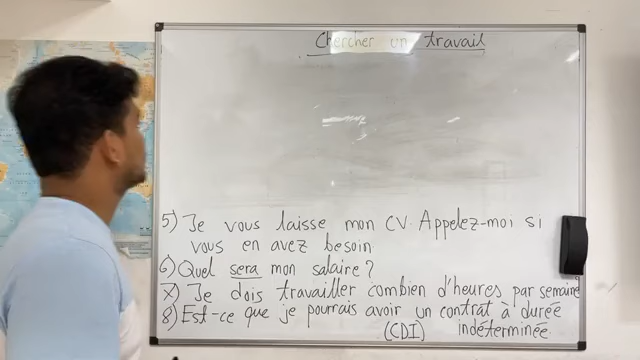 Chercher un travail
5) Je vous laisse mon CV. Appelez-moi si
vous en avez besoin.
6) Quel sera mon salaire?
7) Je dois travailler combien d'heures par semaine
8) Est-ce que je pourrais avoir un contrat à durée
(CDI) indéterminée